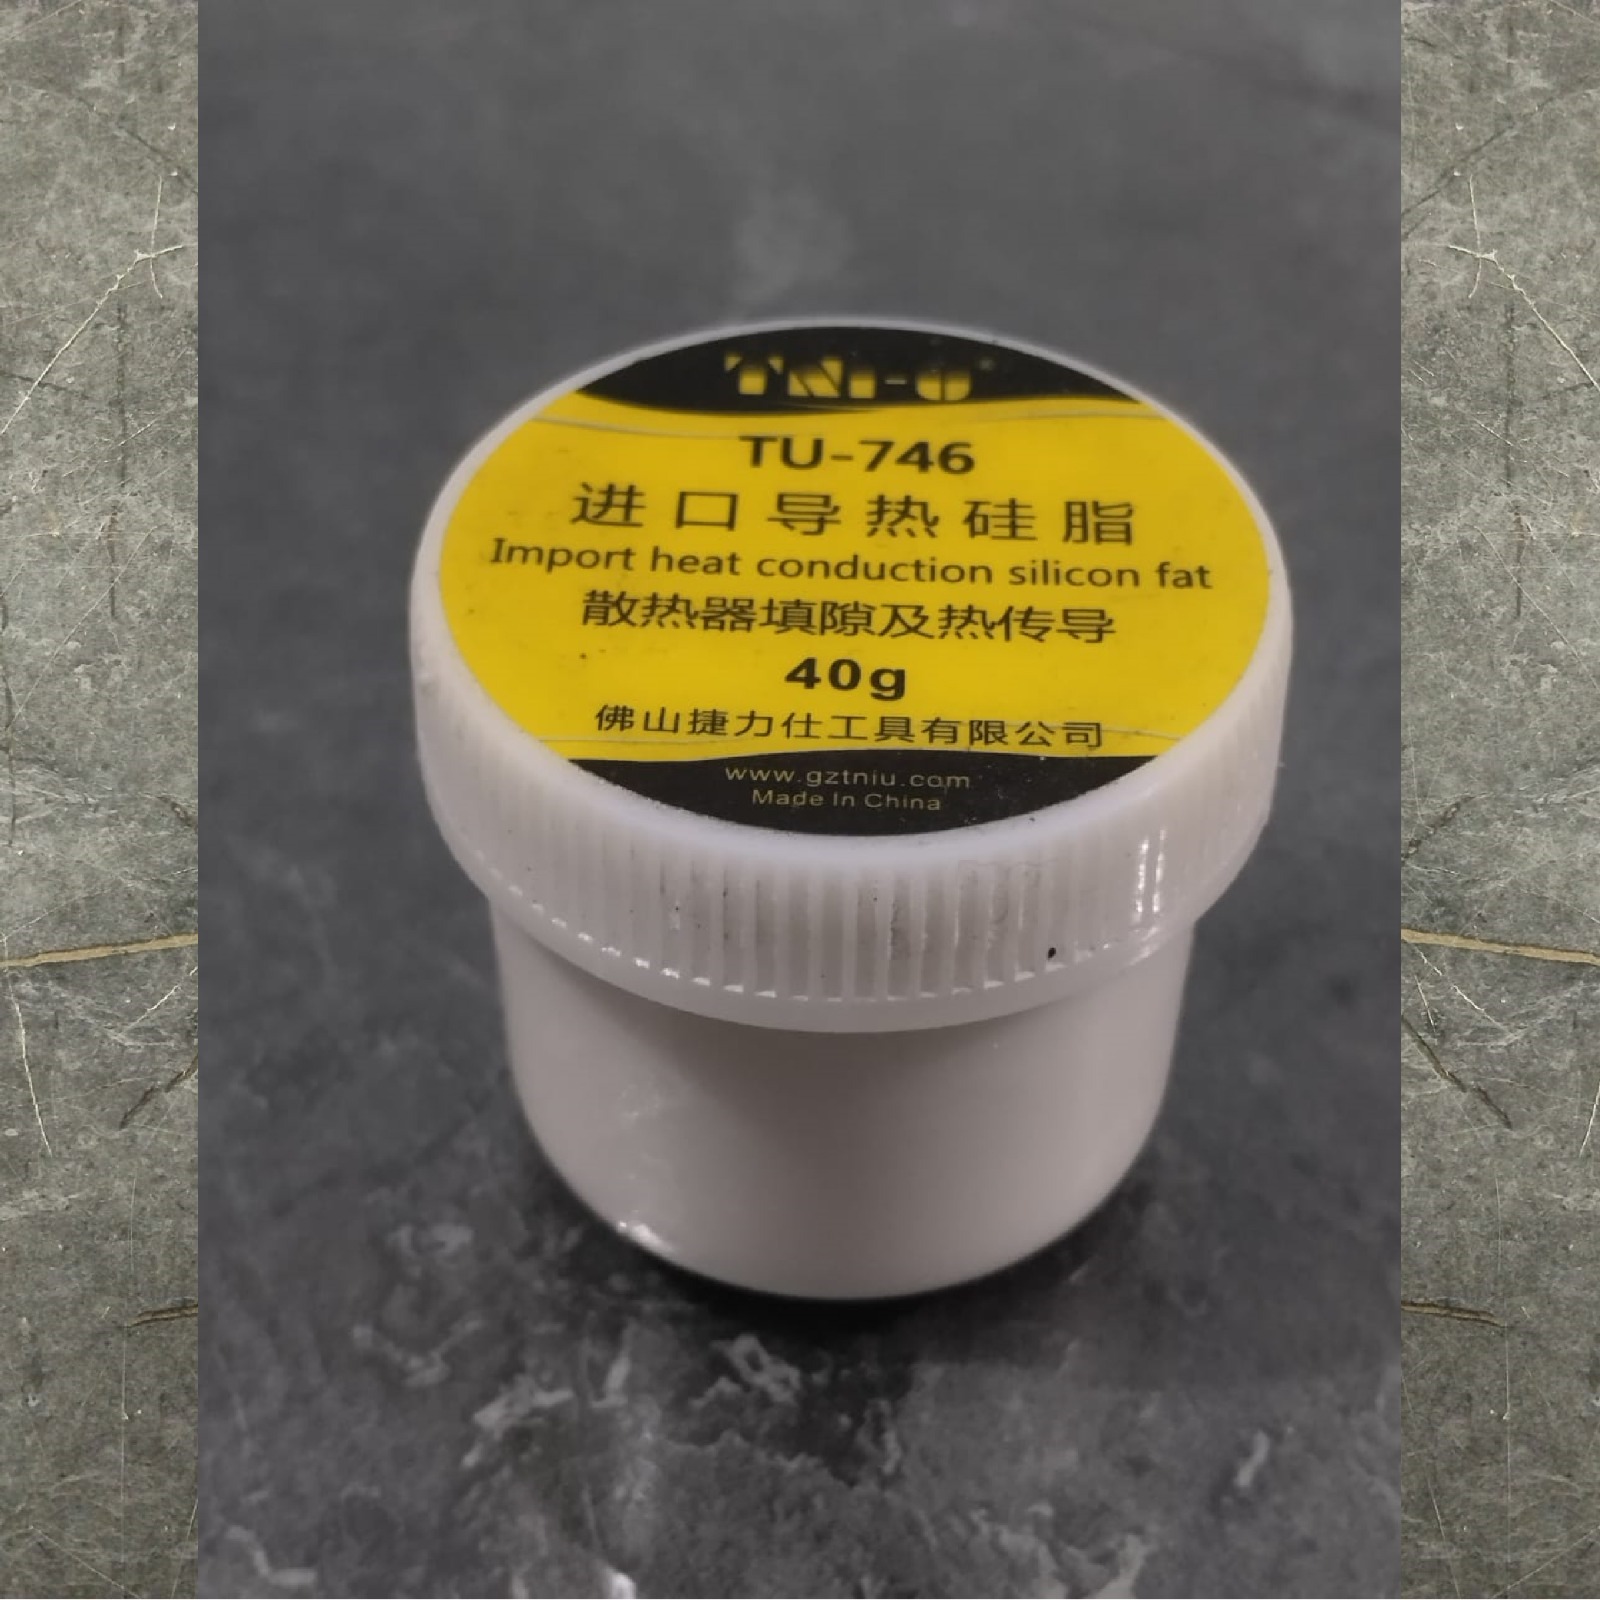 TNI-U®
TU-746
进口导热硅脂
Import heat conduction silicon fat
散热器填隙及热传导
40g
佛山捷力仕工具有限公司
www.gztniu.com
Made In China